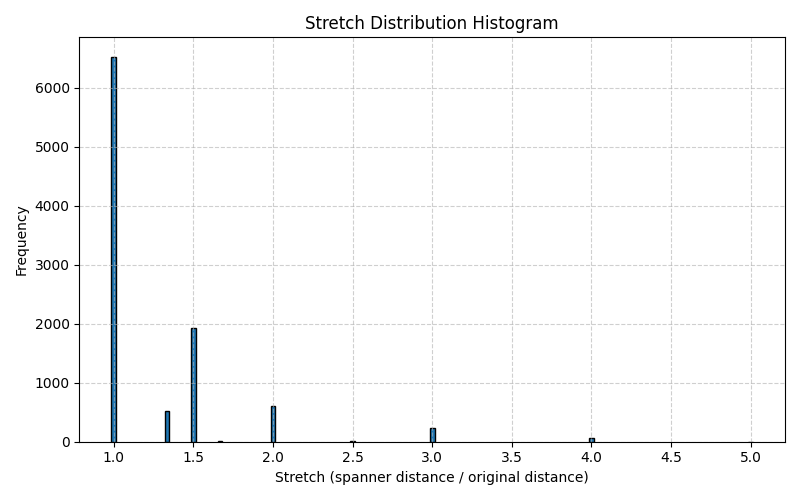 Stretch Distribution Histogram
Frequency
6000
5000
4000
3000
2000
1000
0
1.0 1.5 2.0 2.5 3.0 3.5 4.0 4.5 5.0
Stretch (spanner distance / original distance)